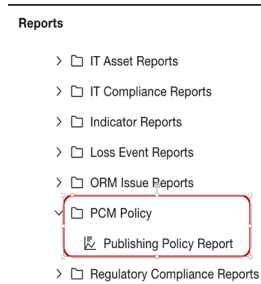 Reports
IT Asset Reports
IT Compliance Reports
Indicator Reports
Loss Event Reports
ORM Issue Reports
PCM Policy
Publishing Policy Report
Regulatory Compliance Reports